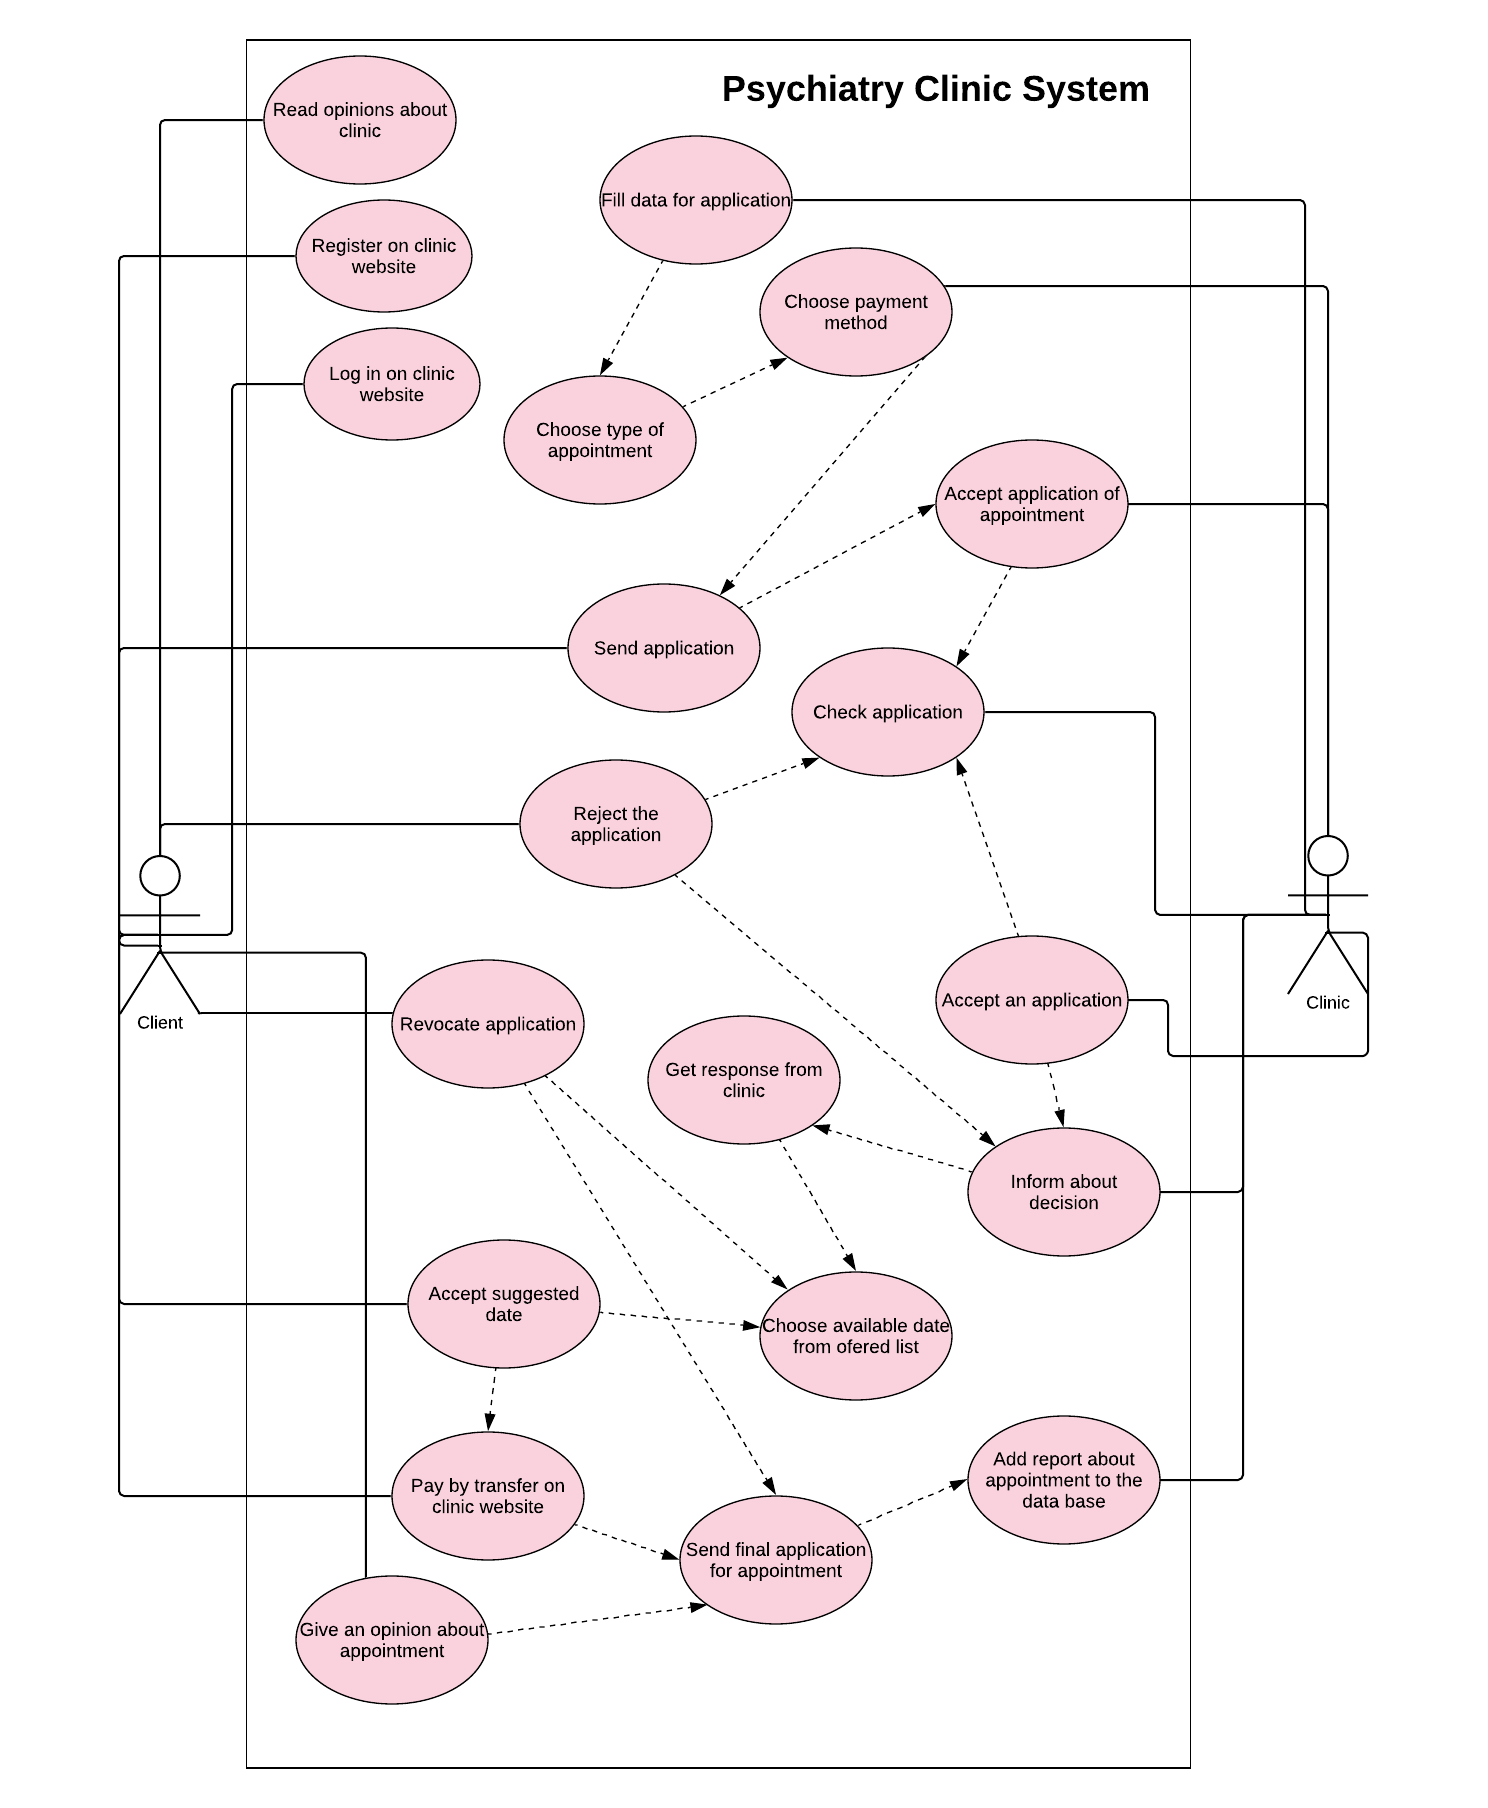 Psychiatry Clinic System
Read opinions about
clinic
Fill data for application
Register on clinic
website
Choose payment
method
Log in on clinic
website
Choose type of
appointment
Accept application of
appointment
Send application
Check application
Reject the
application
Client
Clinic
Accept an application
Revocate application
Get response from
clinic
Inform about
decision
Accept suggested
date
Choose available date
from ofered list
Add report about
appointment to the
data base
Pay by transfer on
clinic website
Send final application
for appointment
Give an opinion about
appointment